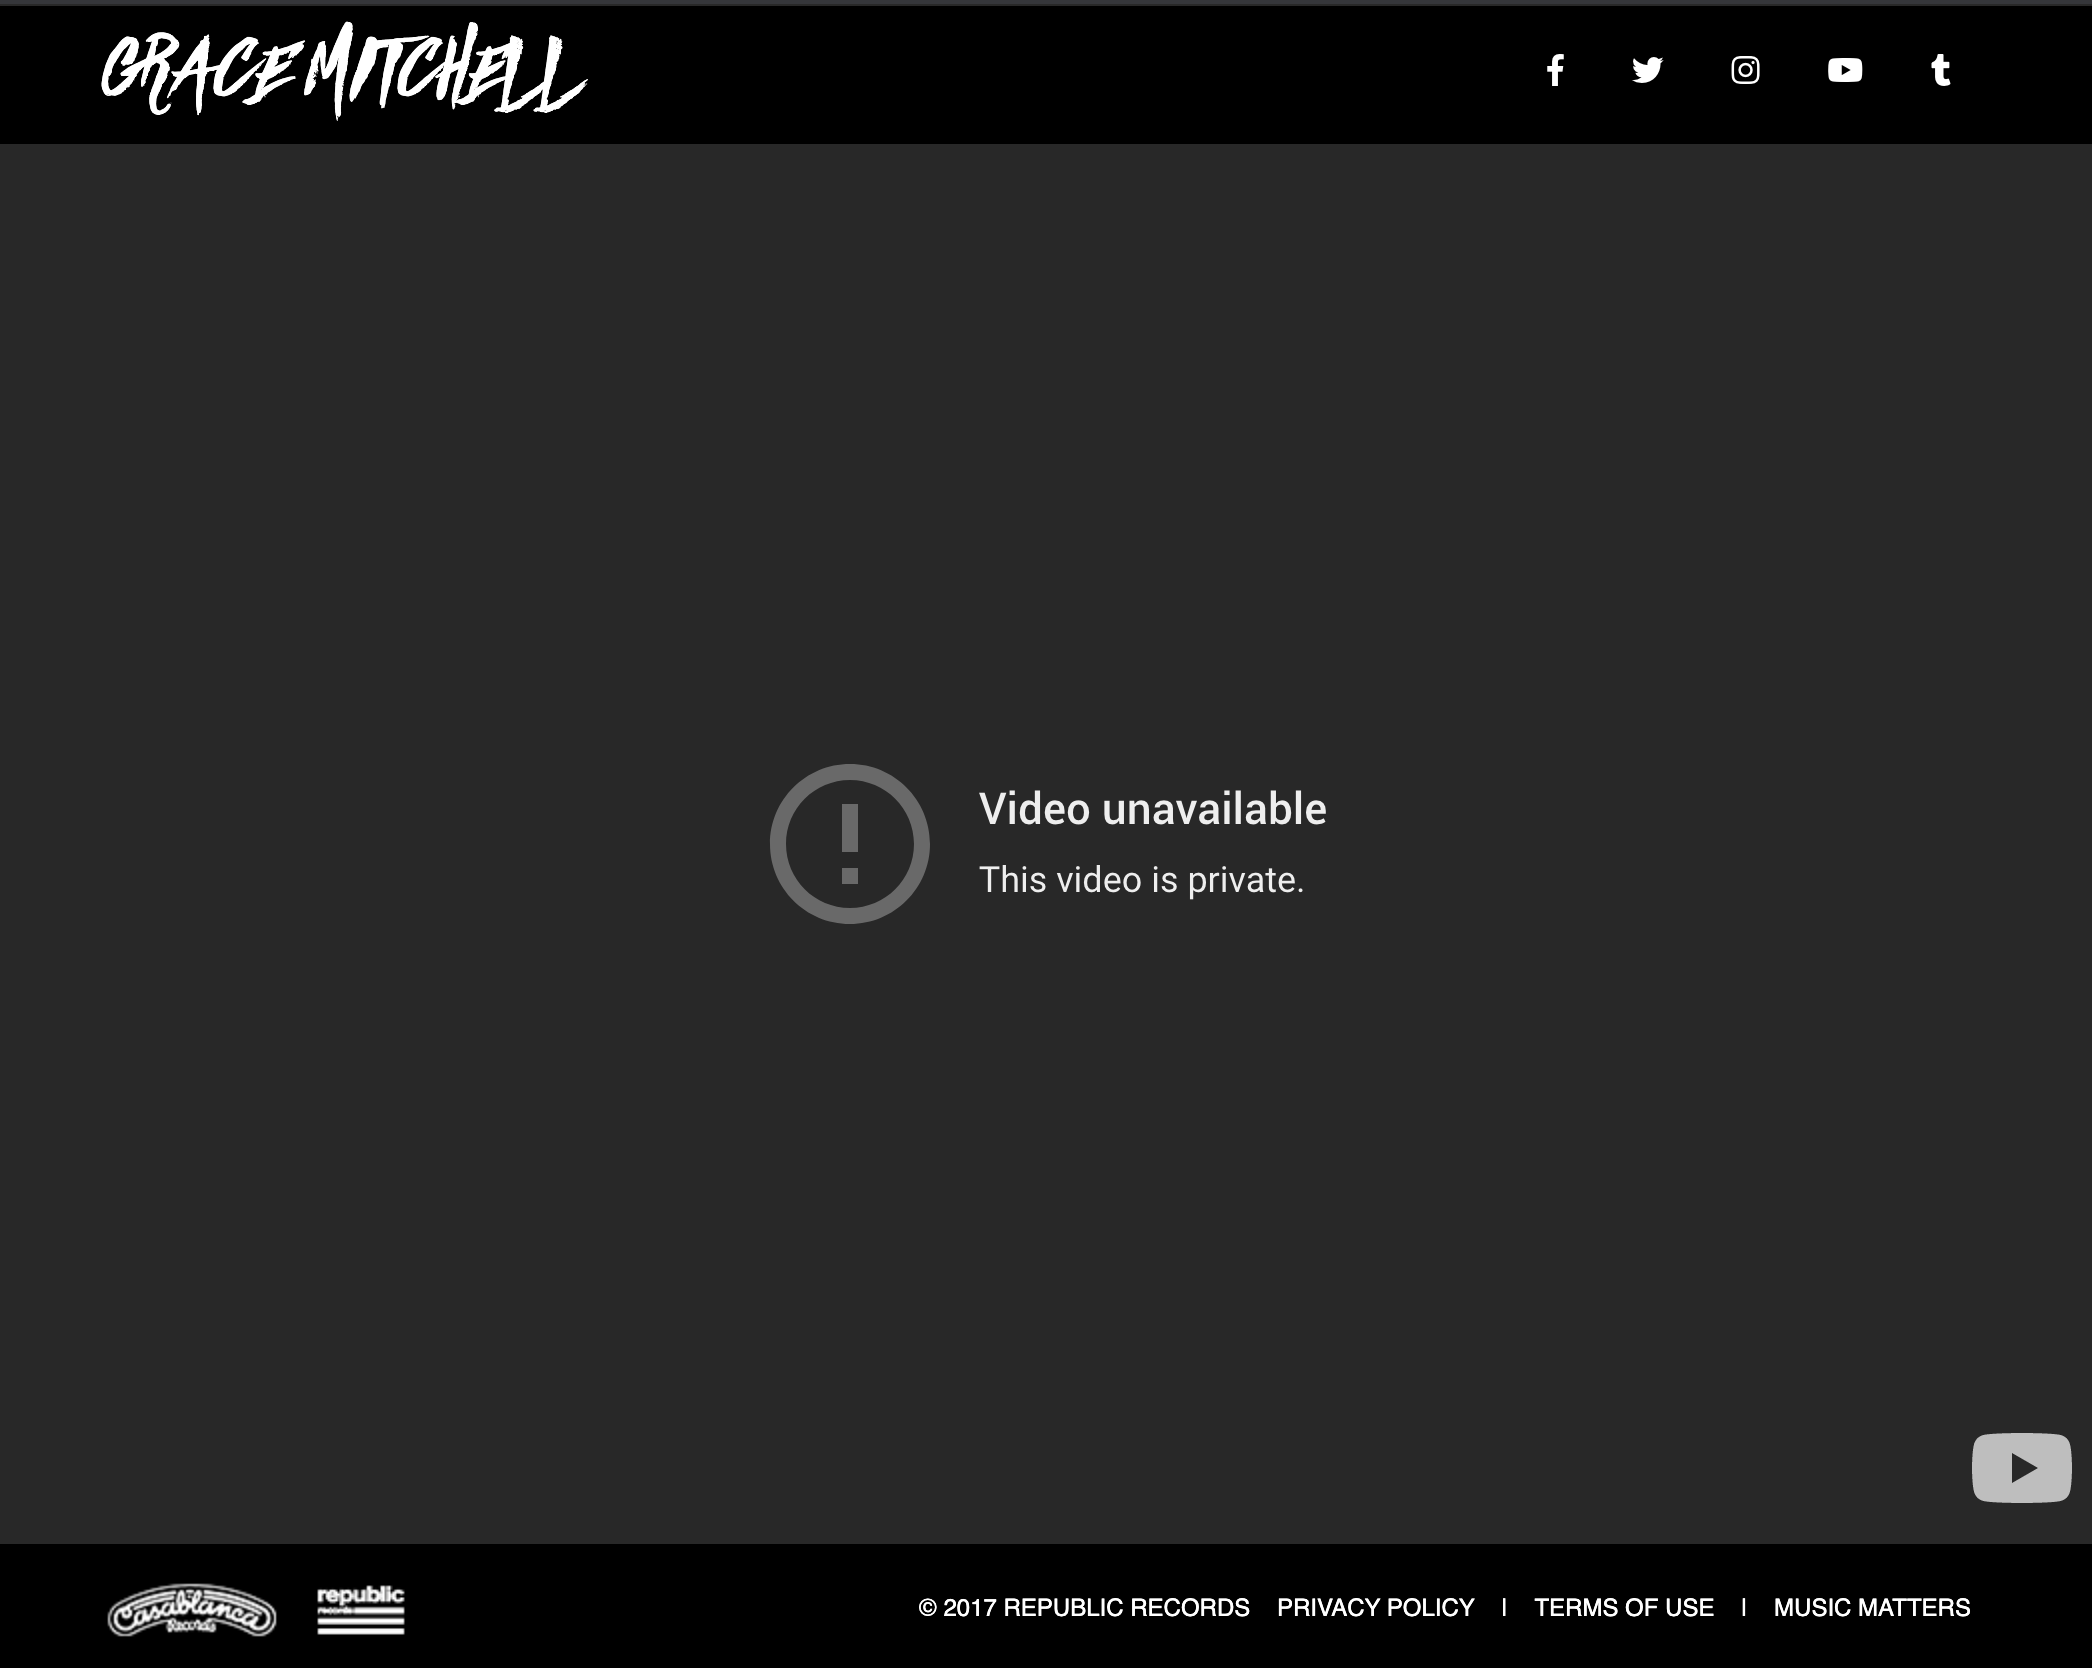 GRACE MITCHELL
Video unavailable
This video is private.
Casablanca
Records
republic
records
© 2017 REPUBLIC RECORDS PRIVACY POLICY | TERMS OF USE | MUSIC MATTERS